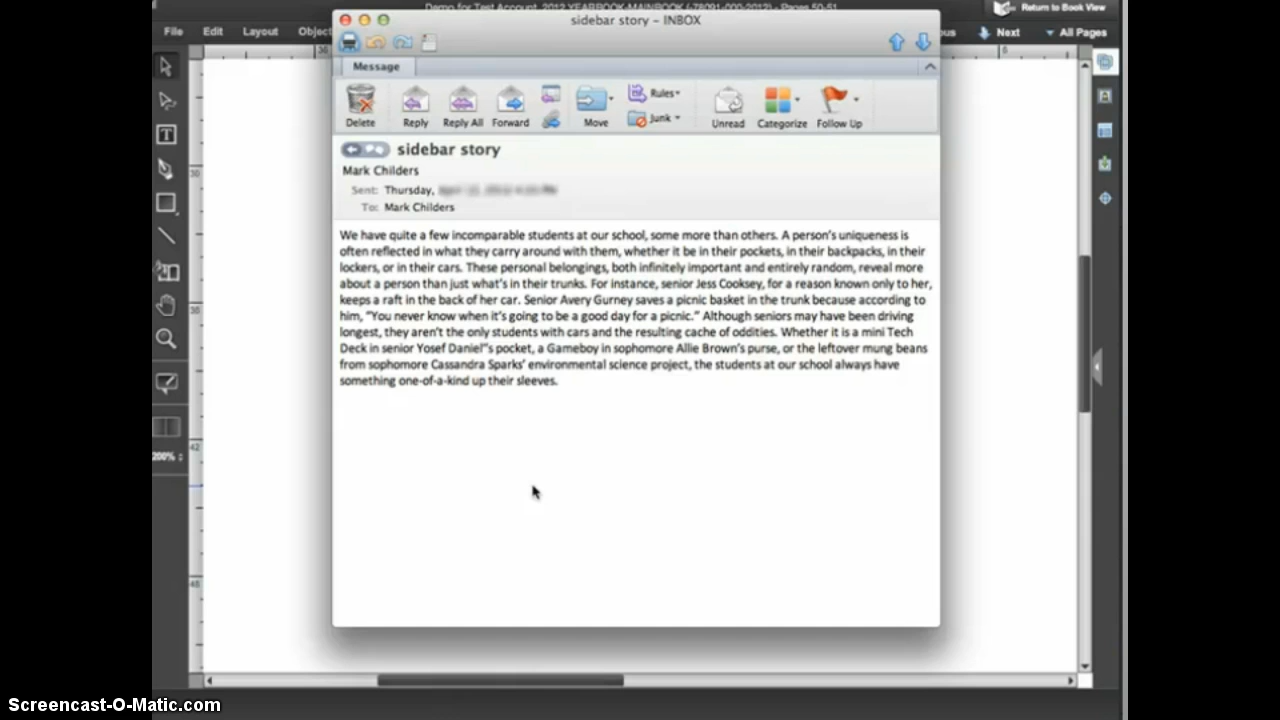 Demo for Test Account, 2012 YEARBOOK-MAINBOOK (-78091-000-2012) - Pages 50-51
Return to Book View
File Edit Layout Object
Next All Pages
sidebar story – INBOX
Message
Delete Reply Reply All Forward Move Rules Junk Unread Categorize Follow Up
sidebar story
Mark Childers
Sent: Thursday,
To: Mark Childers
We have quite a few incomparable students at our school, some more than others. A person's uniqueness is
often reflected in what they carry around with them, whether it be in their pockets, in their backpacks, in their
lockers, or in their cars. These personal belongings, both infinitely important and entirely random, reveal more
about a person than just what's in their trunks. For instance, senior Jess Cooksey, for a reason known only to her,
keeps a raft in the back of her car. Senior Avery Gurney saves a picnic basket in the trunk because according to
him, "You never know when it's going to be a good day for a picnic." Although seniors may have been driving
longest, they aren't the only students with cars and the resulting cache of oddities. Whether it is a mini Tech
Deck in senior Yosef Daniel"s pocket, a Gameboy in sophomore Allie Brown's purse, or the leftover mung beans
from sophomore Cassandra Sparks' environmental science project, the students at our school always have
something one-of-a-kind up their sleeves.
200%
Screencast-O-Matic.com